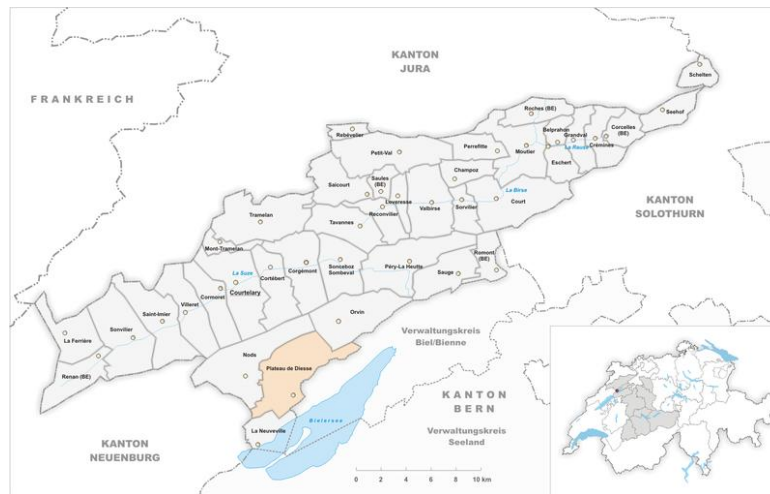 KANTON
JURA
FRANKREICH
Schelten
Seehof
Roches (BE)
Rebévelier
Belprahon
Grandval
Corcelles
(BE)
Petit-Val
Perrefitte
Moutier
La Rauss
Crémines
Eschert
Saicourt
Saules
(BE)
Champoz
Loveresse
La Birse
Tramelan
Reconvilier
Valbirse
Sorvilier
Court
KANTON
SOLOTHURN
Tavannes
Mont-Tramelan
Romont
(BE)
La Suze
Cortébert
Corgémont
Sonceboz
Sombeval
Péry-La Heutte
Sauge
Cormoret
Courtelary
Villeret
Saint-Imier
Orvin
Sonvilier
La Ferrière
Verwaltungskreis
Biel/Bienne
Nods
Plateau de Diesse
Renan (BE)
KANTON
BERN
Bielersee
Verwaltungskreis
Seeland
La Neuveville
KANTON
NEUENBURG
0 2 4 6 8 10 km